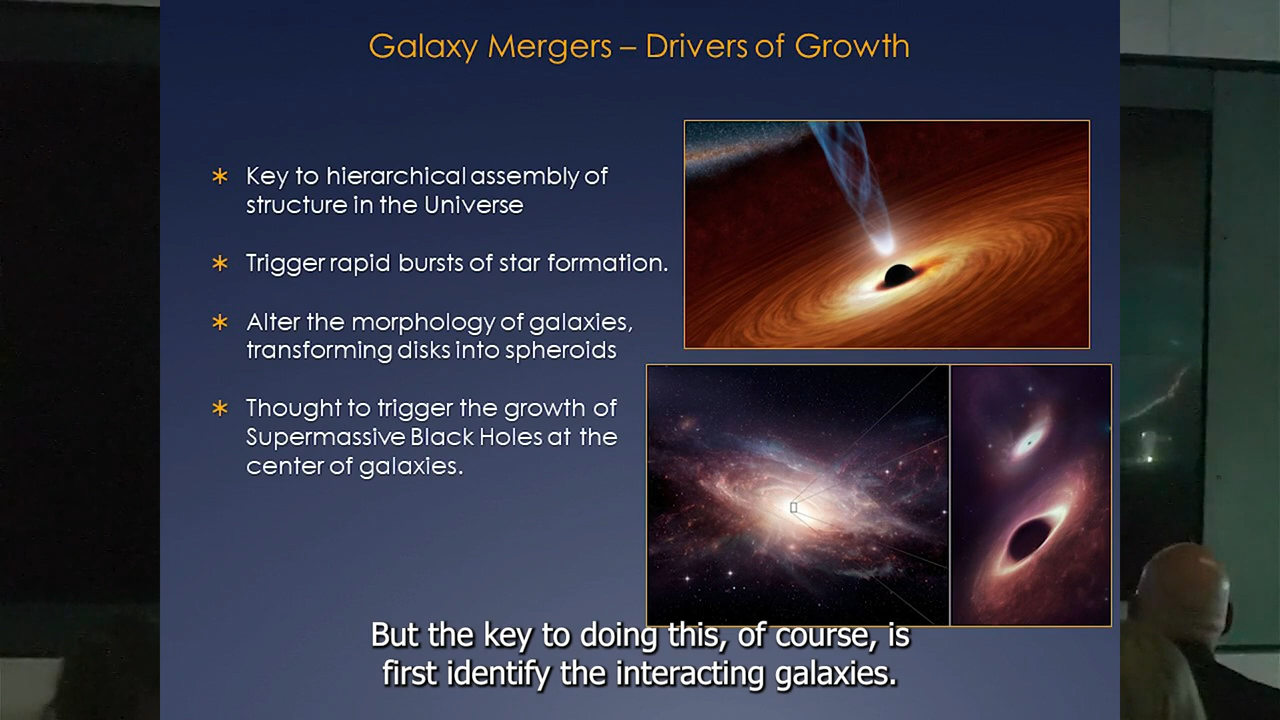 Galaxy Mergers – Drivers of Growth
* Key to hierarchical assembly of
structure in the Universe
* Trigger rapid bursts of star formation.
* Alter the morphology of galaxies,
transforming disks into spheroids
* Thought to trigger the growth of
Supermassive Black Holes at the
center of galaxies.
But the key to doing this, of course, is
first identify the interacting galaxies.